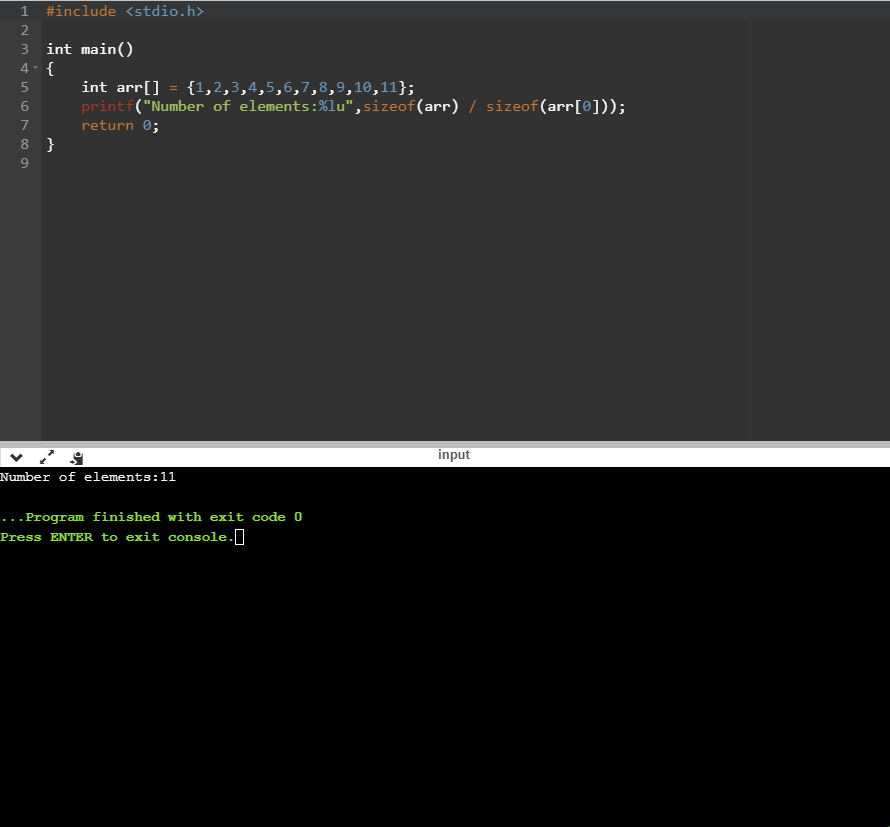 1 #include <stdio.h>
2
3 int main()
4 {
5     int arr[] = {1,2,3,4,5,6,7,8,9,10,11};
6     printf("Number of elements:%lu",sizeof(arr) / sizeof(arr[0]));
7     return 0;
8 }
9
input
Number of elements:11
...Program finished with exit code 0
Press ENTER to exit console.